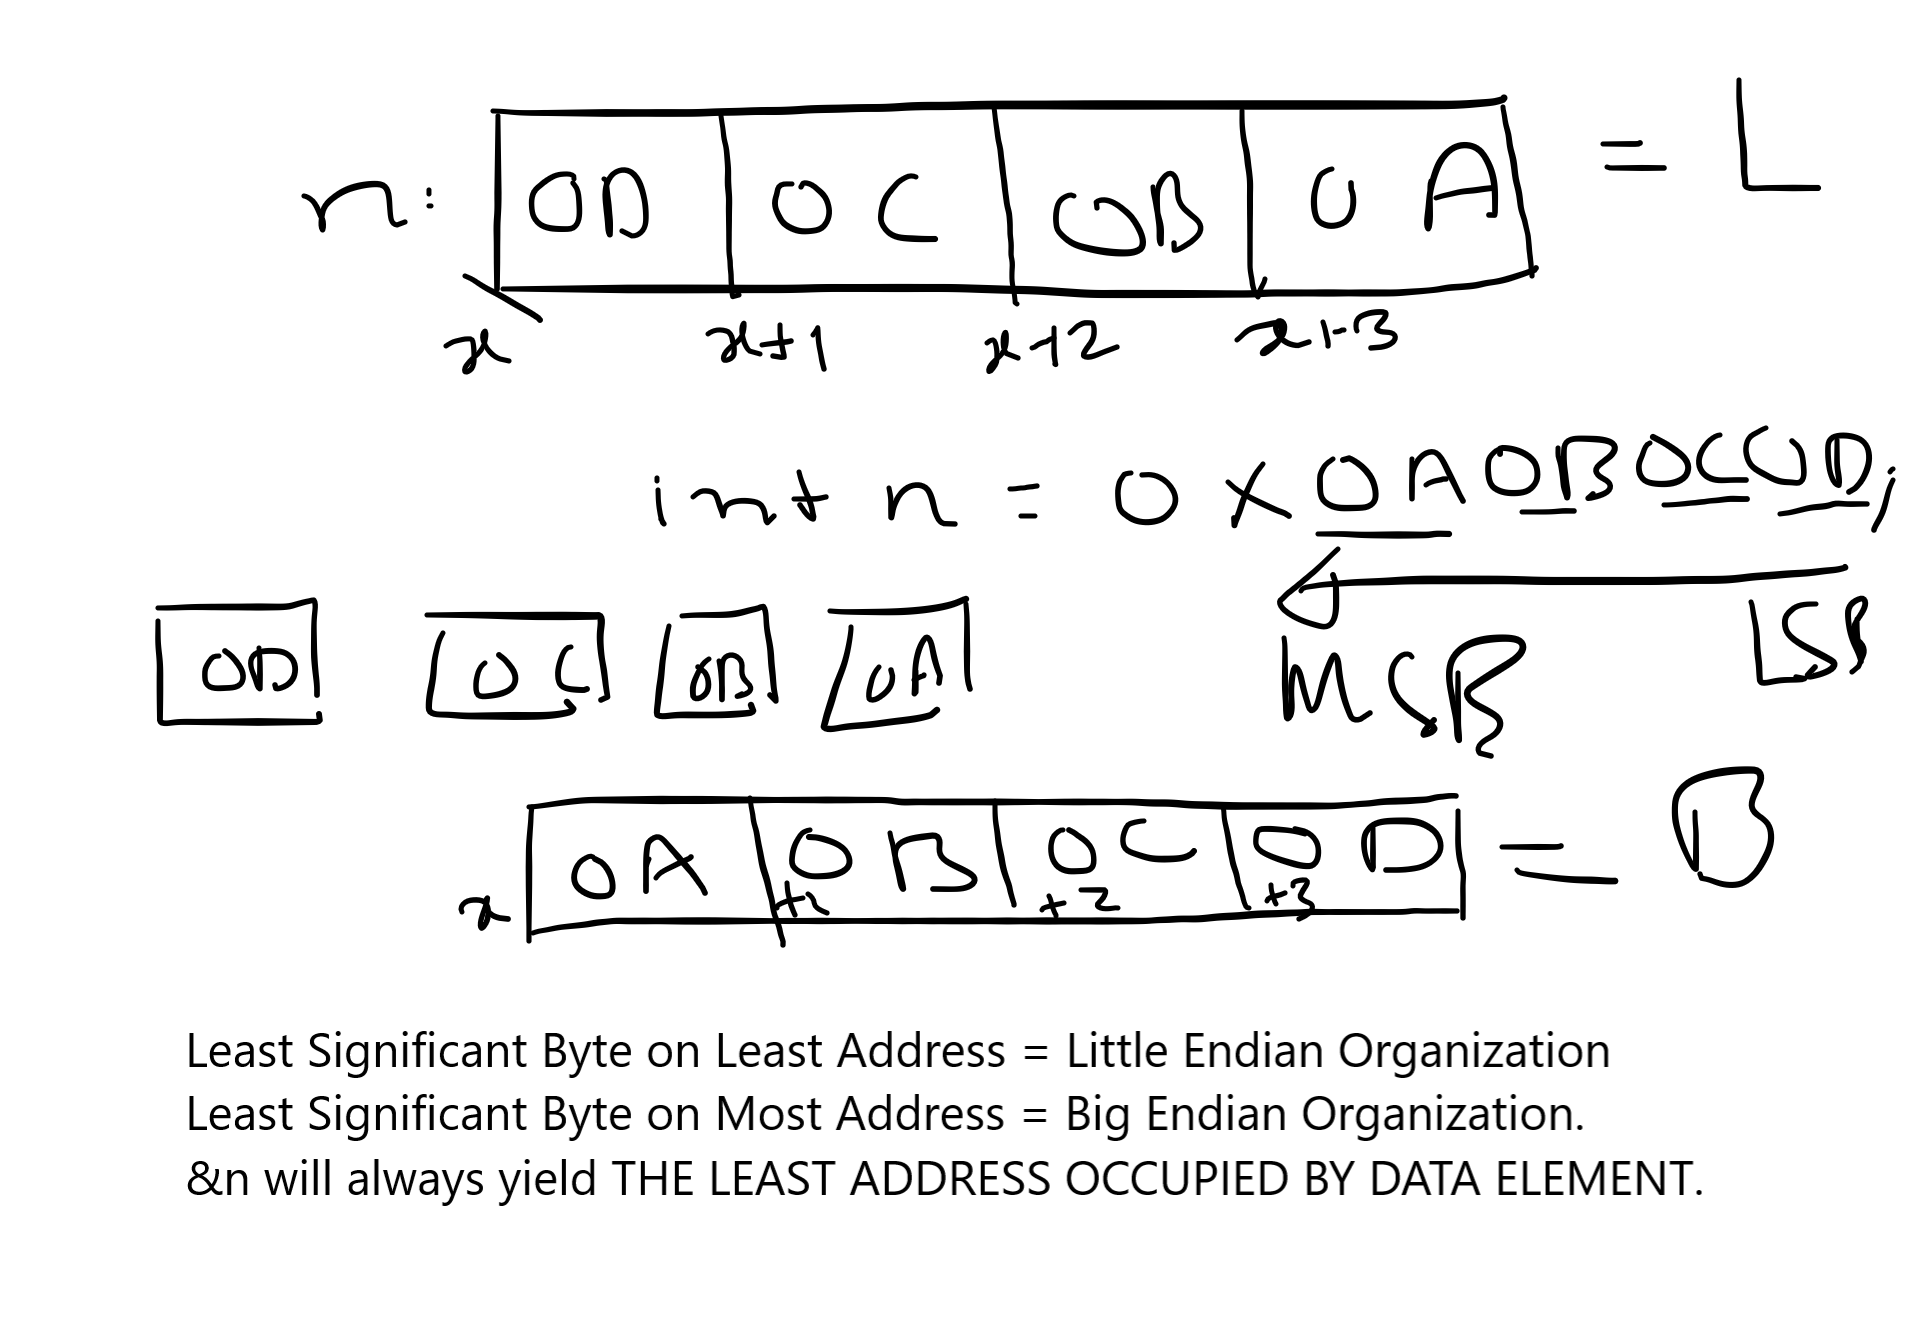 n: 0D 0C 0B 0A = L
x x+1 x+2 x+3
int n = 0x0A0B0C0D;
0D 0C 0B 0A
MSB LSB
0A 0B 0C 0D = B
x +1 +2 +3
Least Significant Byte on Least Address = Little Endian Organization
Least Significant Byte on Most Address = Big Endian Organization.
&n will always yield THE LEAST ADDRESS OCCUPIED BY DATA ELEMENT.